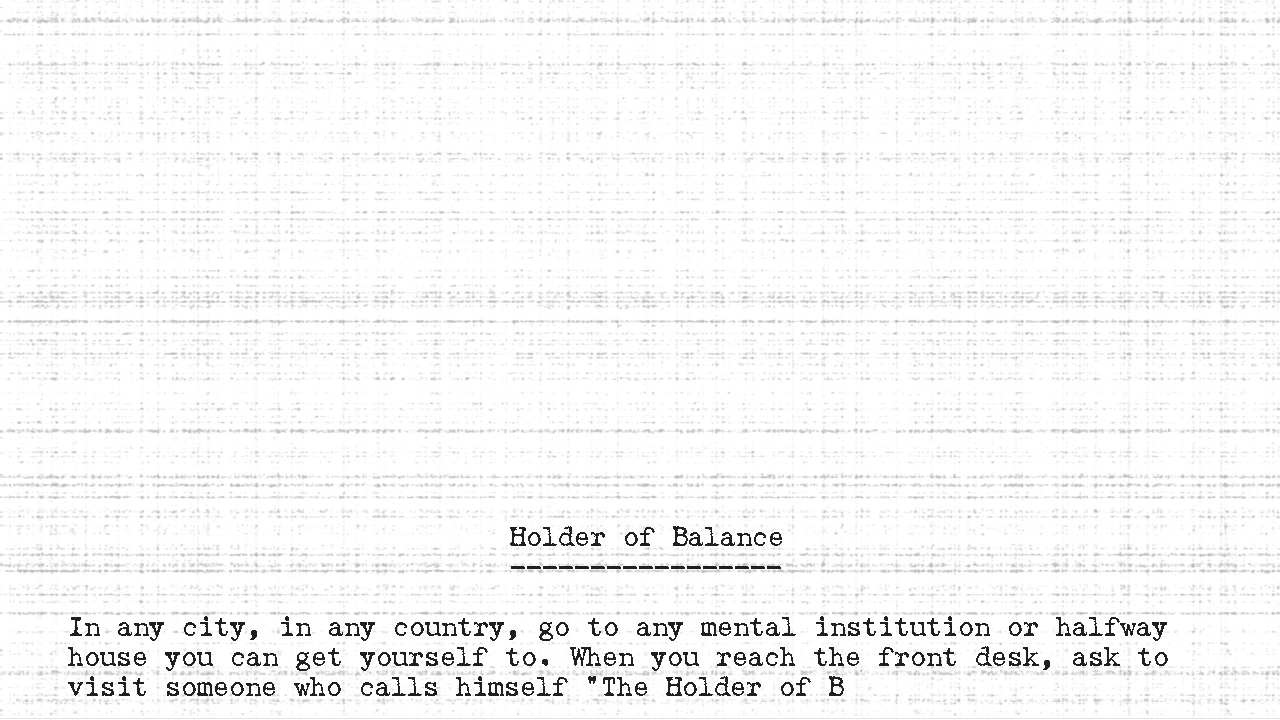 Holder of Balance
-----------------
In any city, in any country, go to any mental institution or halfway
house you can get yourself to. When you reach the front desk, ask to
visit someone who calls himself "The Holder of B